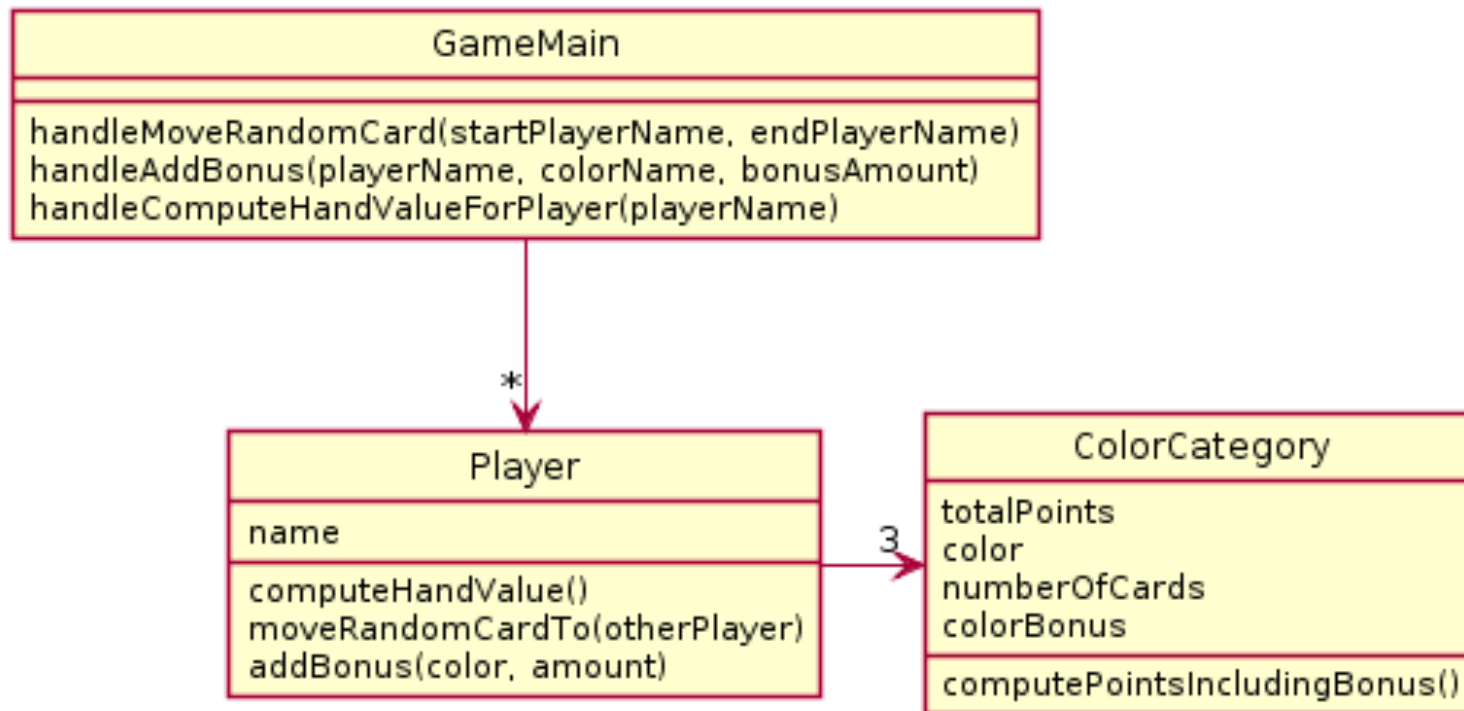 GameMain
handleMoveRandomCard(startPlayerName, endPlayerName)
handleAddBonus(playerName, colorName, bonusAmount)
handleComputeHandValueForPlayer(playerName)
*
Player
name
computeHandValue()
moveRandomCardTo(otherPlayer)
addBonus(color, amount)
3
ColorCategory
totalPoints
color
numberOfCards
colorBonus
computePointsIncludingBonus()